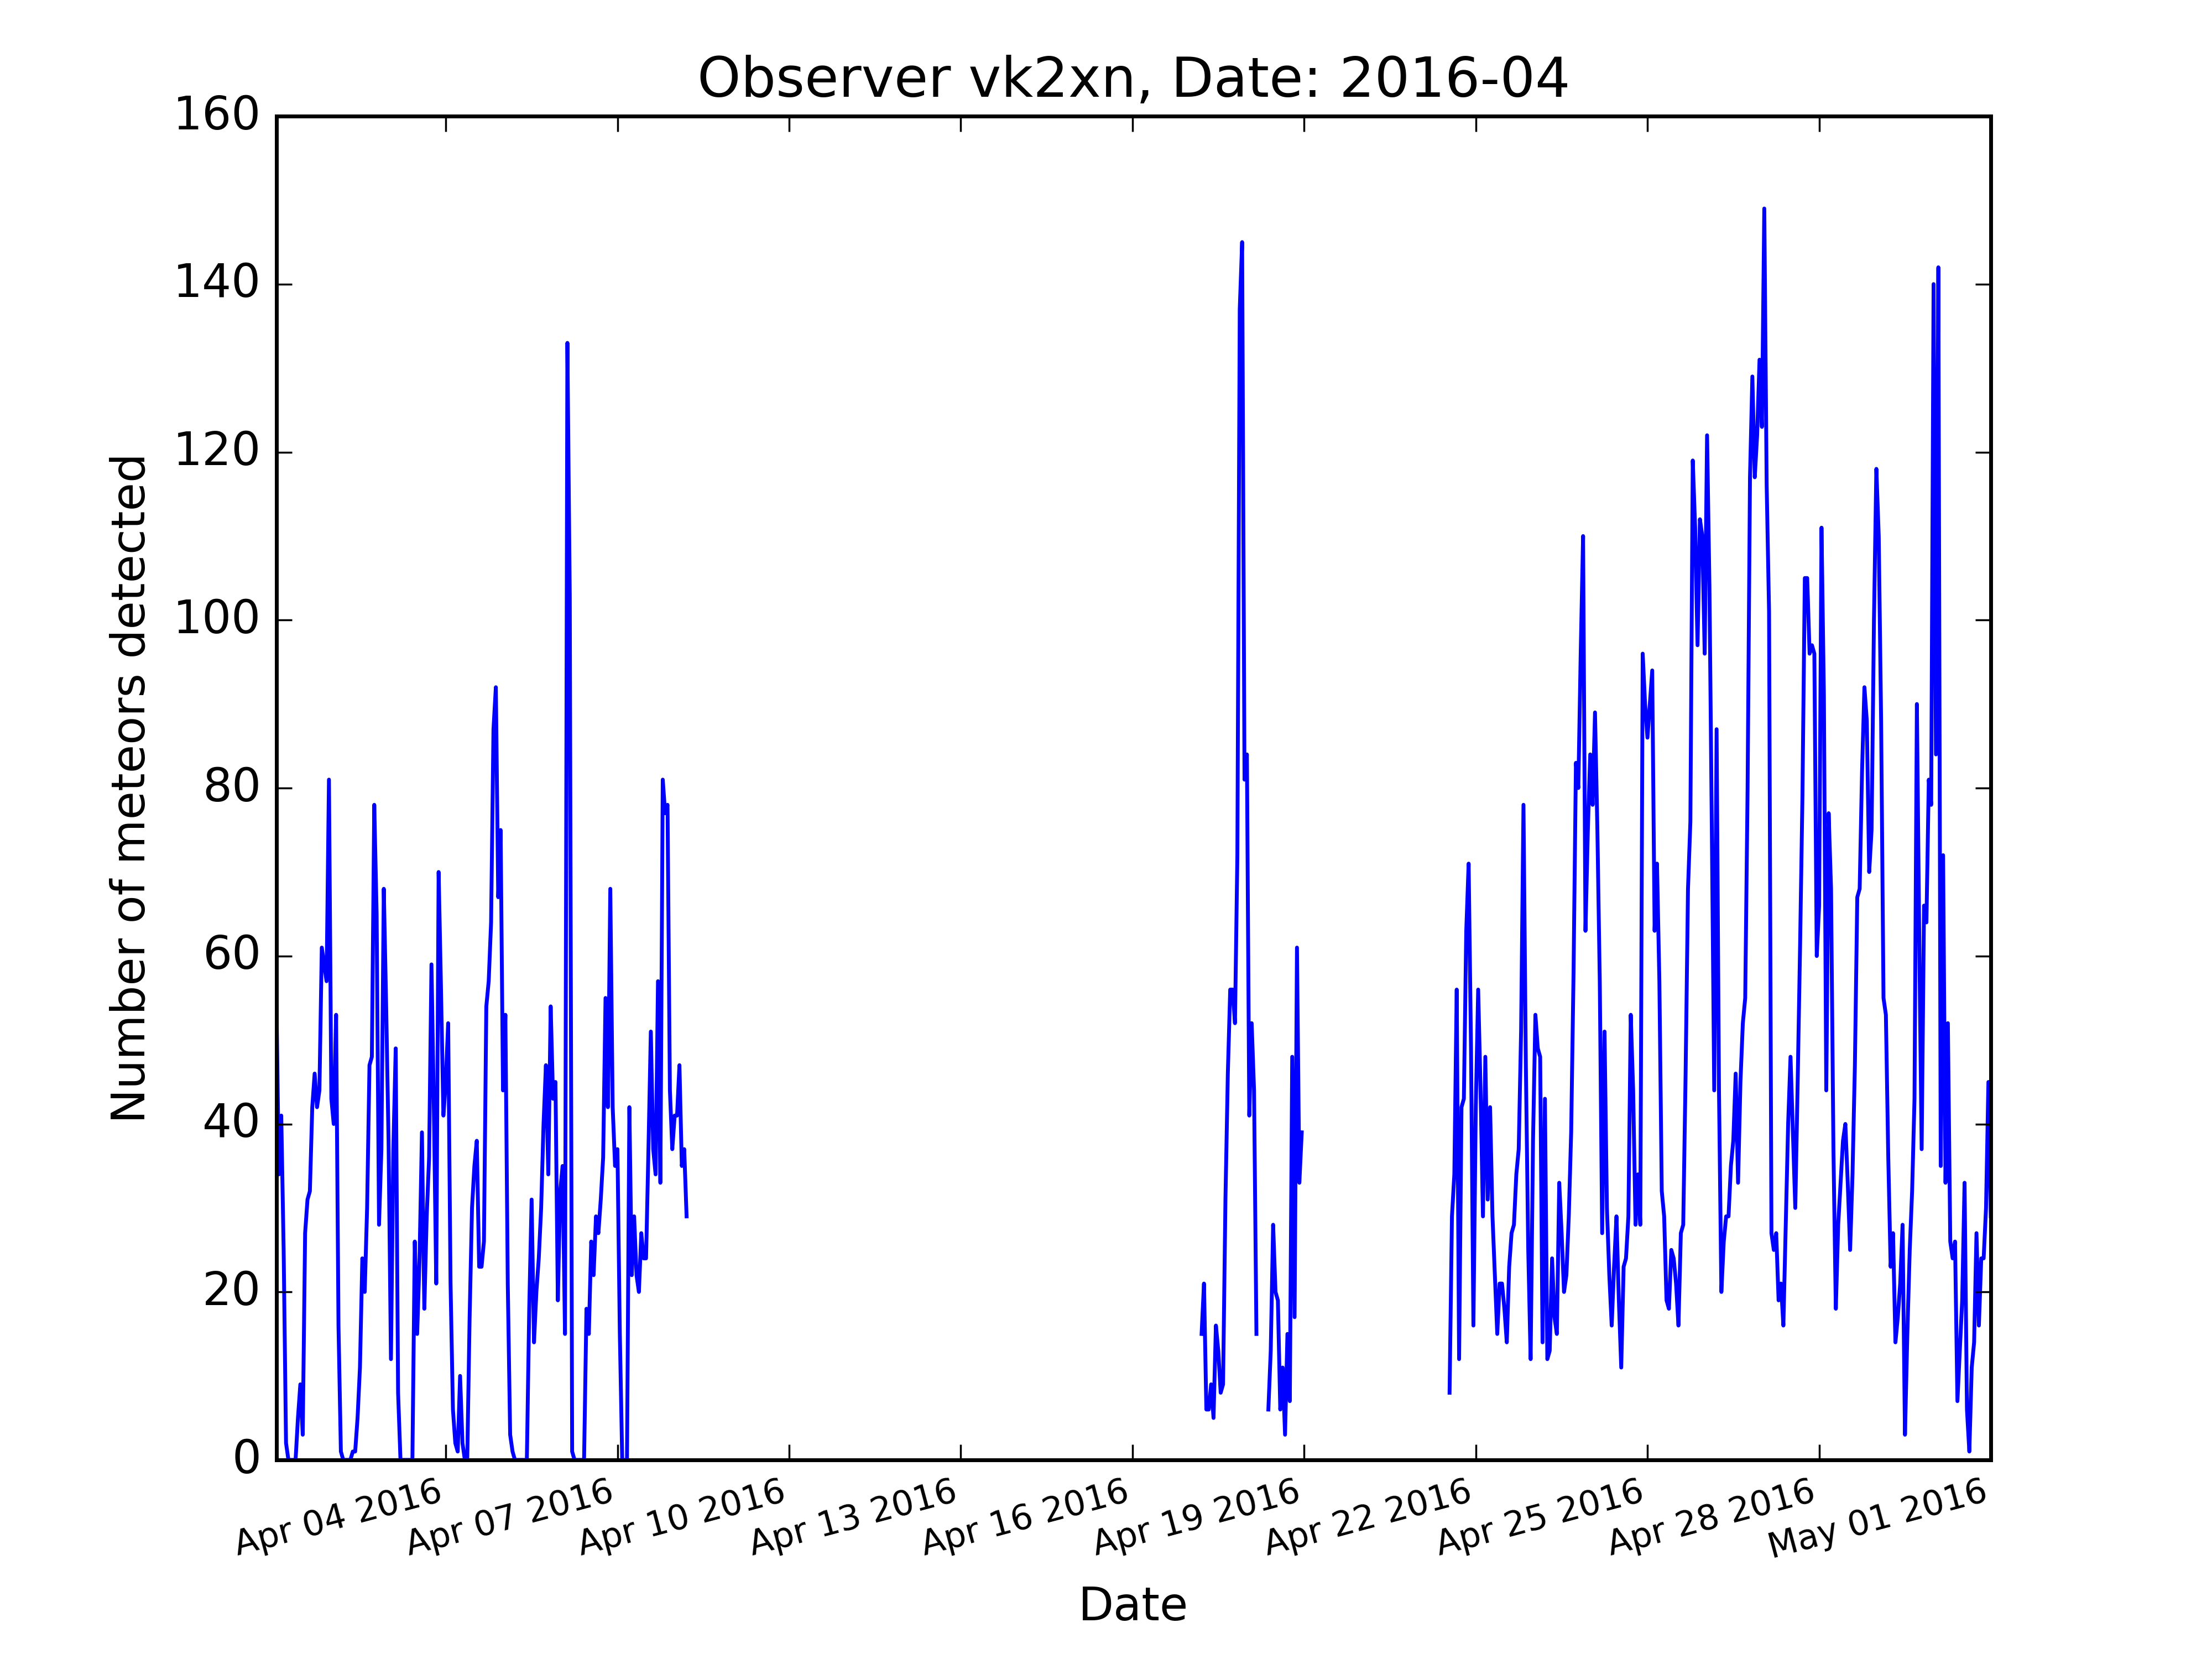 Observer vk2xn, Date: 2016-04
160
140
120
100
80
60
40
20
0
Number of meteors detected
Apr 04 2016
Apr 07 2016
Apr 10 2016
Apr 13 2016
Apr 16 2016
Apr 19 2016
Apr 22 2016
Apr 25 2016
Apr 28 2016
May 01 2016
Date